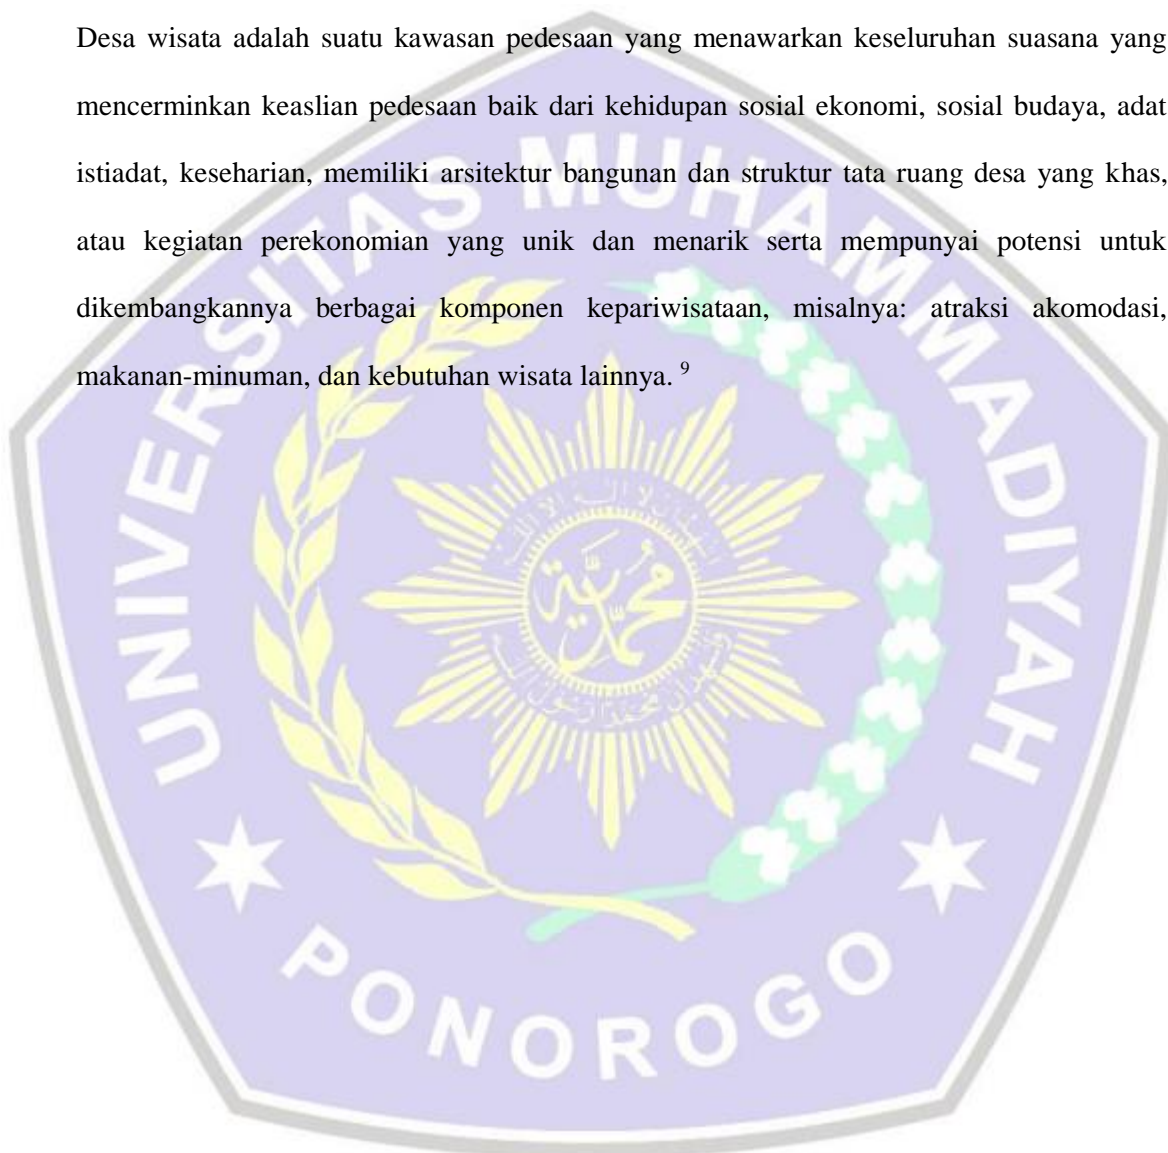 Desa wisata adalah suatu kawasan pedesaan yang menawarkan keseluruhan suasana yang
mencerminkan keaslian pedesaan baik dari kehidupan sosial ekonomi, sosial budaya, adat
istiadat, keseharian, memiliki arsitektur bangunan dan struktur tata ruang desa yang khas,
atau kegiatan perekonomian yang unik dan menarik serta mempunyai potensi untuk
dikembangkannya berbagai komponen kepariwisataan, misalnya: atraksi akomodasi,
makanan-minuman, dan kebutuhan wisata lainnya. 9
UNIVERSITAS MUHAMMADIYAH
محمدية
PONOROGO